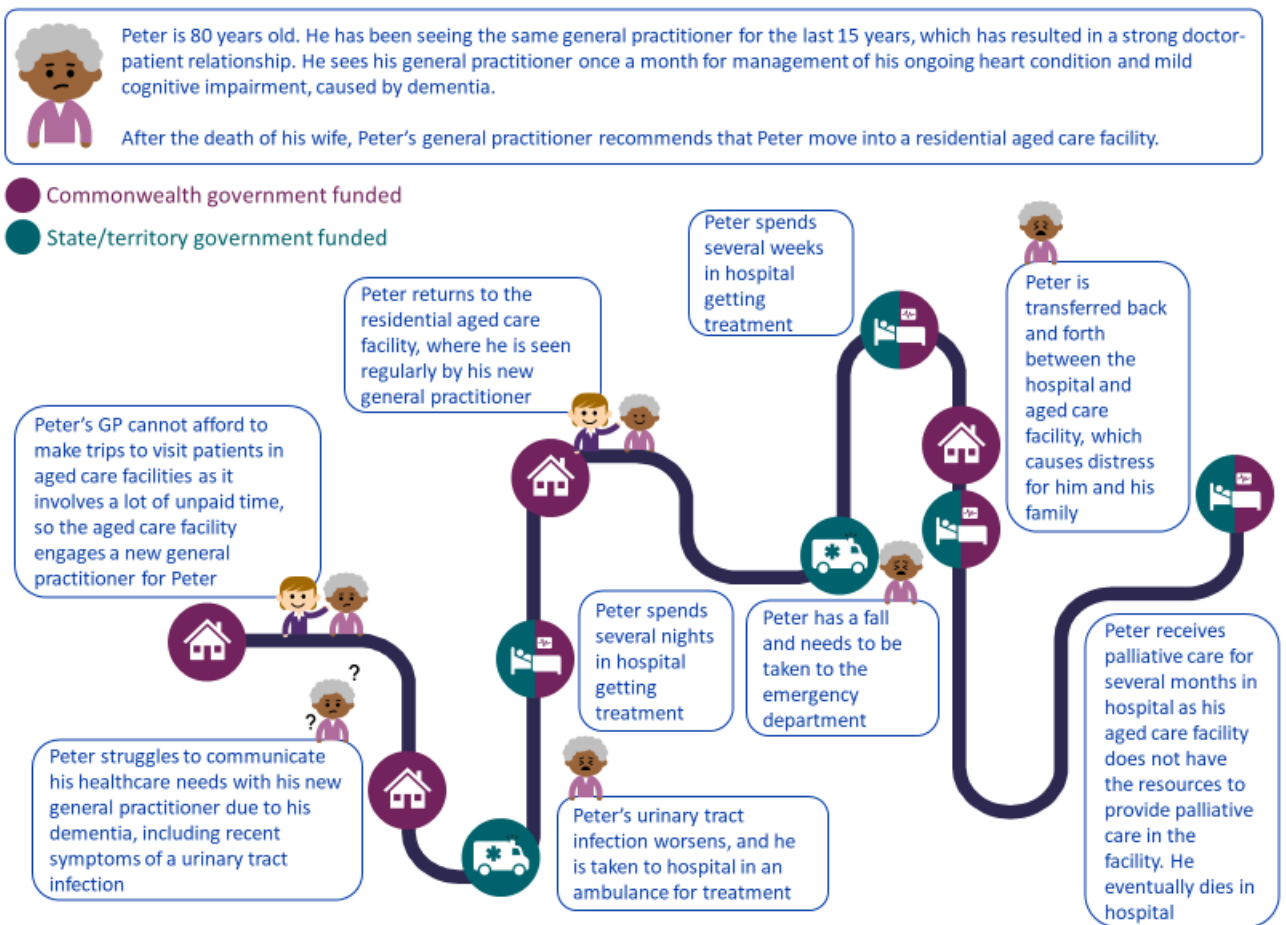 Peter is 80 years old. He has been seeing the same general practitioner for the last 15 years, which has resulted in a strong doctor-
patient relationship. He sees his general practitioner once a month for management of his ongoing heart condition and mild
cognitive impairment, caused by dementia.
After the death of his wife, Peter's general practitioner recommends that Peter move into a residential aged care facility.
Commonwealth government funded
State/territory government funded
Peter's GP cannot afford to
make trips to visit patients in
aged care facilities as it
involves a lot of unpaid time,
so the aged care facility
engages a new general
practitioner for Peter
?
?
Peter struggles to communicate
his healthcare needs with his new
general practitioner due to his
dementia, including recent
symptoms of a urinary tract
infection
Peter's urinary tract
infection worsens, and he
is taken to hospital in an
ambulance for treatment
Peter spends
several nights
in hospital
getting
treatment
Peter returns to the
residential aged care
facility, where he is seen
regularly by his new
general practitioner
Peter has a fall
and needs to be
taken to the
emergency
department
Peter spends
several weeks
in hospital
getting
treatment
Peter is
transferred back
and forth
between the
hospital and
aged care
facility, which
causes distress
for him and his
family
Peter receives
palliative care for
several months in
hospital as his
aged care facility
does not have
the resources to
provide palliative
care in the
facility. He
eventually dies in
hospital